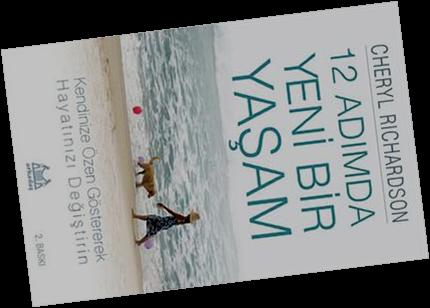 CHERYL RICHARDSON
12 ADIMDA
YENİ BİR
YAŞAM
Kendinize Özen Göstererek
Hayatınızı Değiştirin
2. BASKI